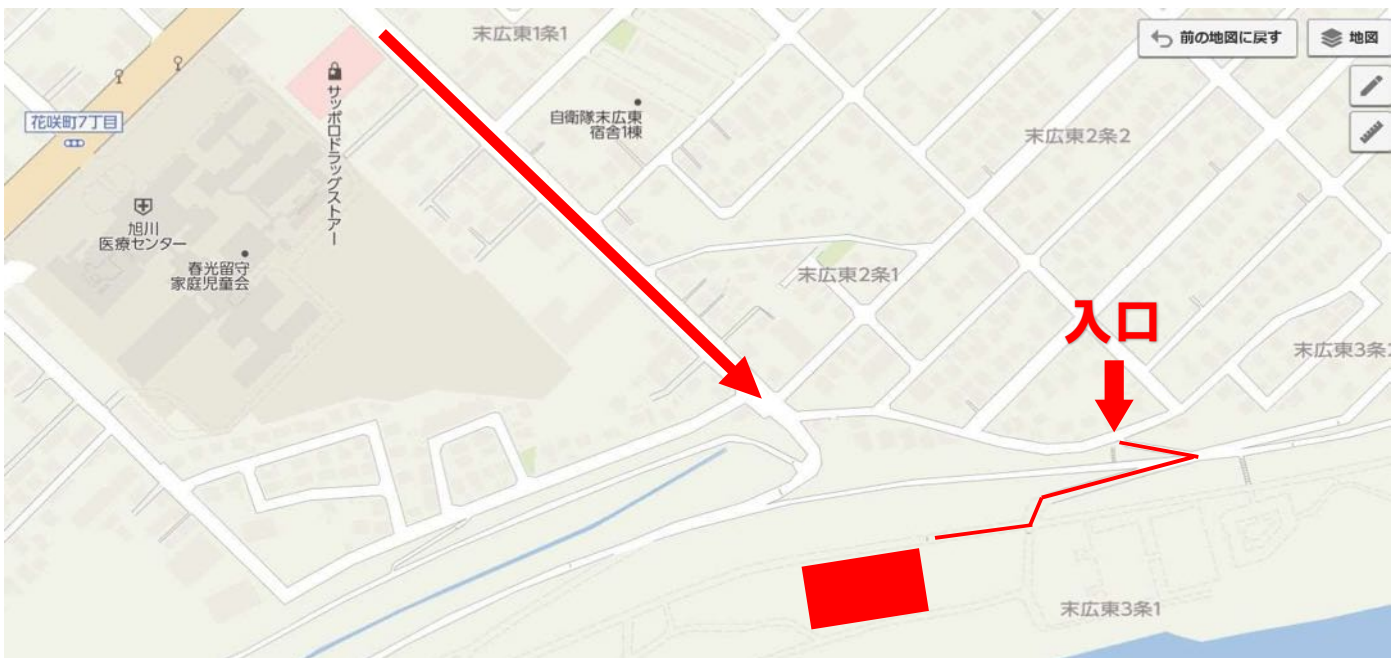 末広東1条1
前の地図に戻す
地図
サッポロドラッグストアー
花咲町7丁目
自衛隊末広東
宿舎1棟
末広東2条2
旭川
医療センター
春光留守
家庭児童会
末広東2条1
入口
末広東3条2
末広東3条1